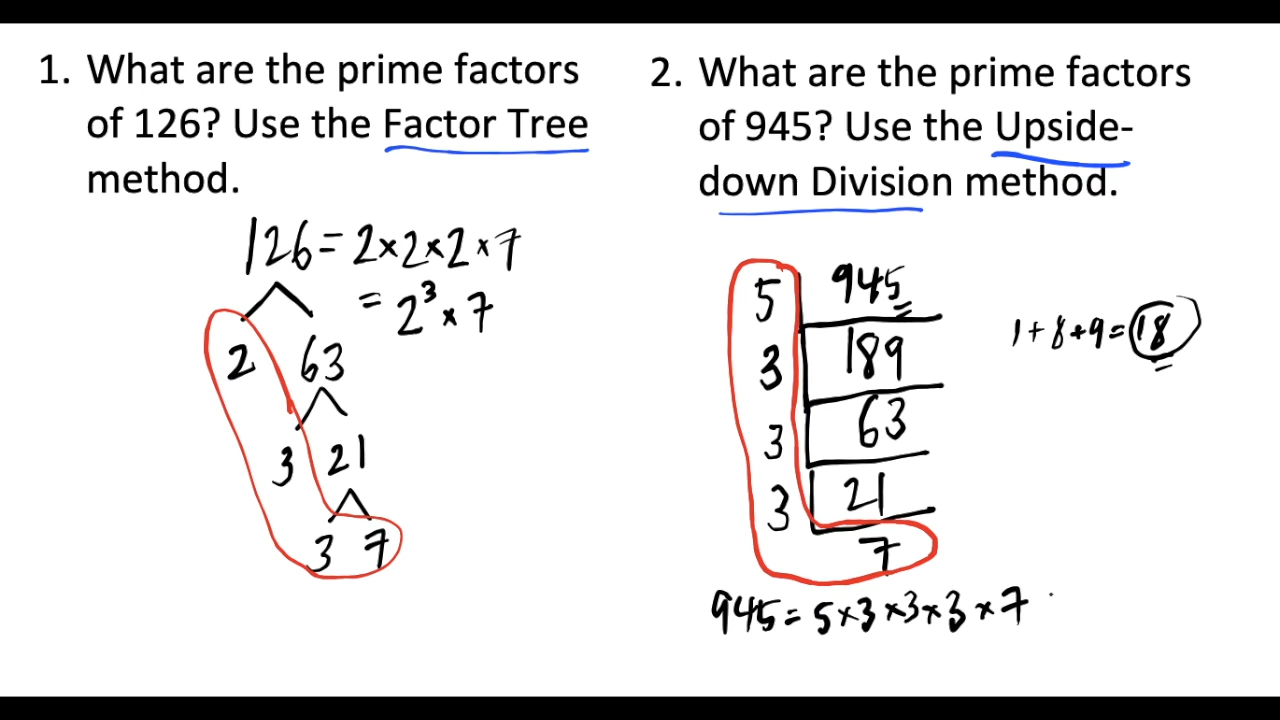 1. What are the prime factors
of 126? Use the Factor Tree
method.
126 = 2×2×2×7
= 2³×7
2 63
3 21
3 7
2. What are the prime factors
of 945? Use the Upside-
down Division method.
5 945
3 189
3 63
3 21
7
1+8+9=18
945= 5×3×3×3×7